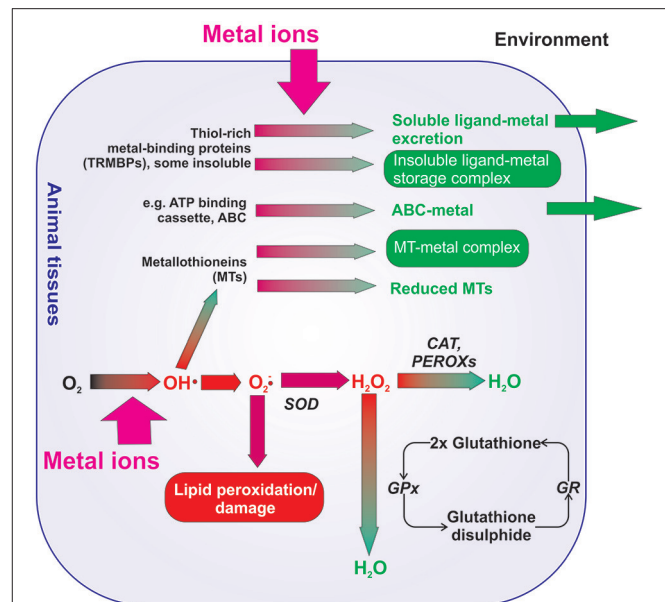 Metal ions
Environment
Thiol-rich
metal-binding proteins
(TRMBPs), some insoluble
Soluble ligand-metal
excretion
Insoluble ligand-metal
storage complex
e.g. ATP binding
cassette, ABC
ABC-metal
MT-metal complex
Metallothioneins
(MTs)
Reduced MTs
Animal tissues
O₂
OH•
O₂•̄
SOD
H₂O₂
CAT,
PEROXs
H₂O
Metal ions
Lipid peroxidation/
damage
2x Glutathione
GPx
GR
Glutathione
disulphide
H₂O